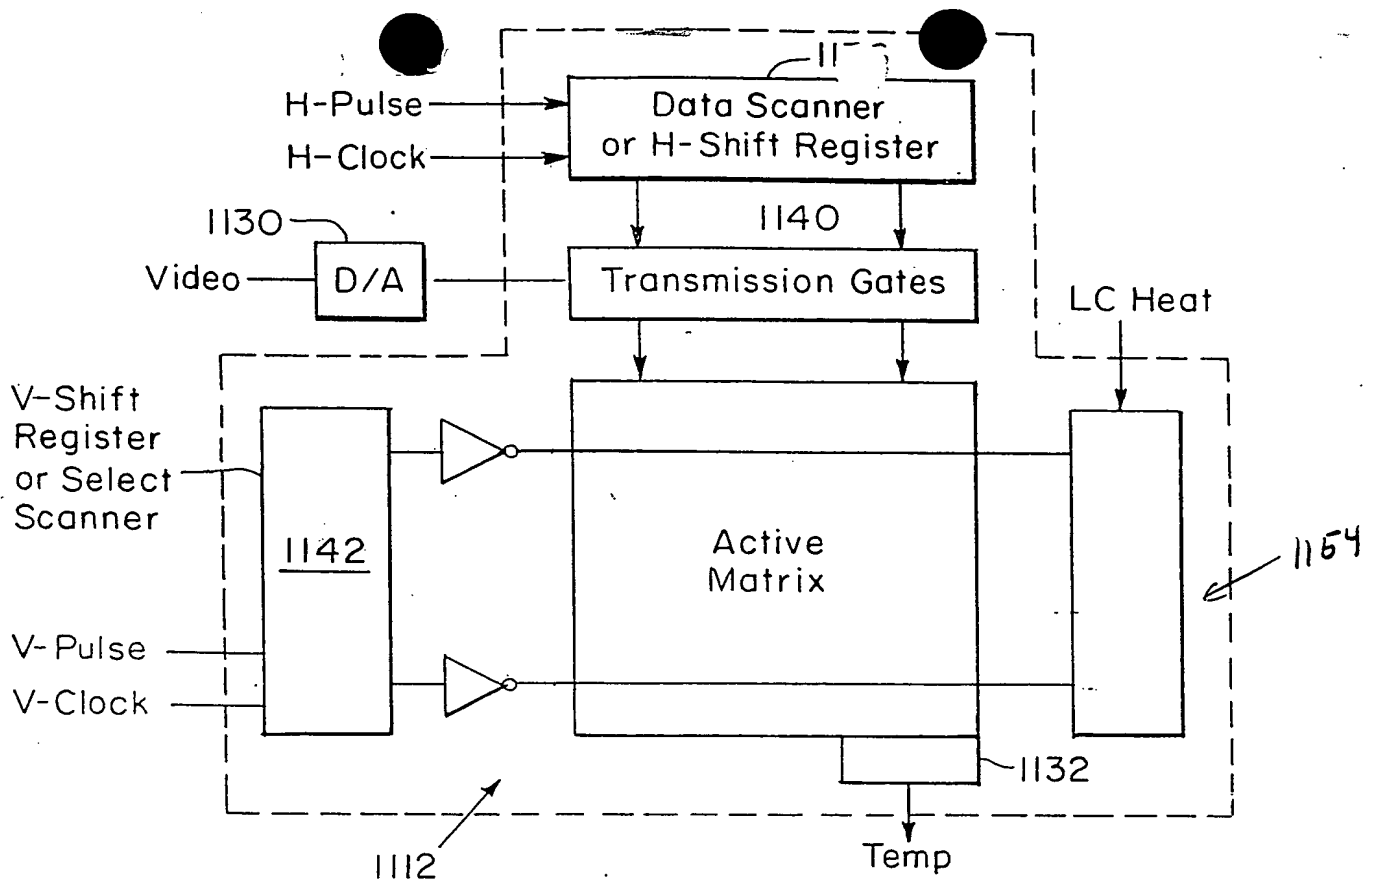 H-Pulse
H-Clock
Data Scanner
or H-Shift Register
1130
1140
Video
D/A
Transmission Gates
LC Heat
V-Shift
Register
or Select
Scanner
1142
Active
Matrix
1154
V-Pulse
V-Clock
1132
1112
Temp